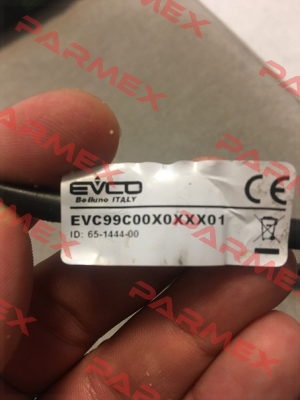 PARMEX
EVCO
Belluno ITALY
CE
EVC99C00X0XXX01
ID: 65-1444-00
PARMEX
PARMEX
PARMEX
PARMEX